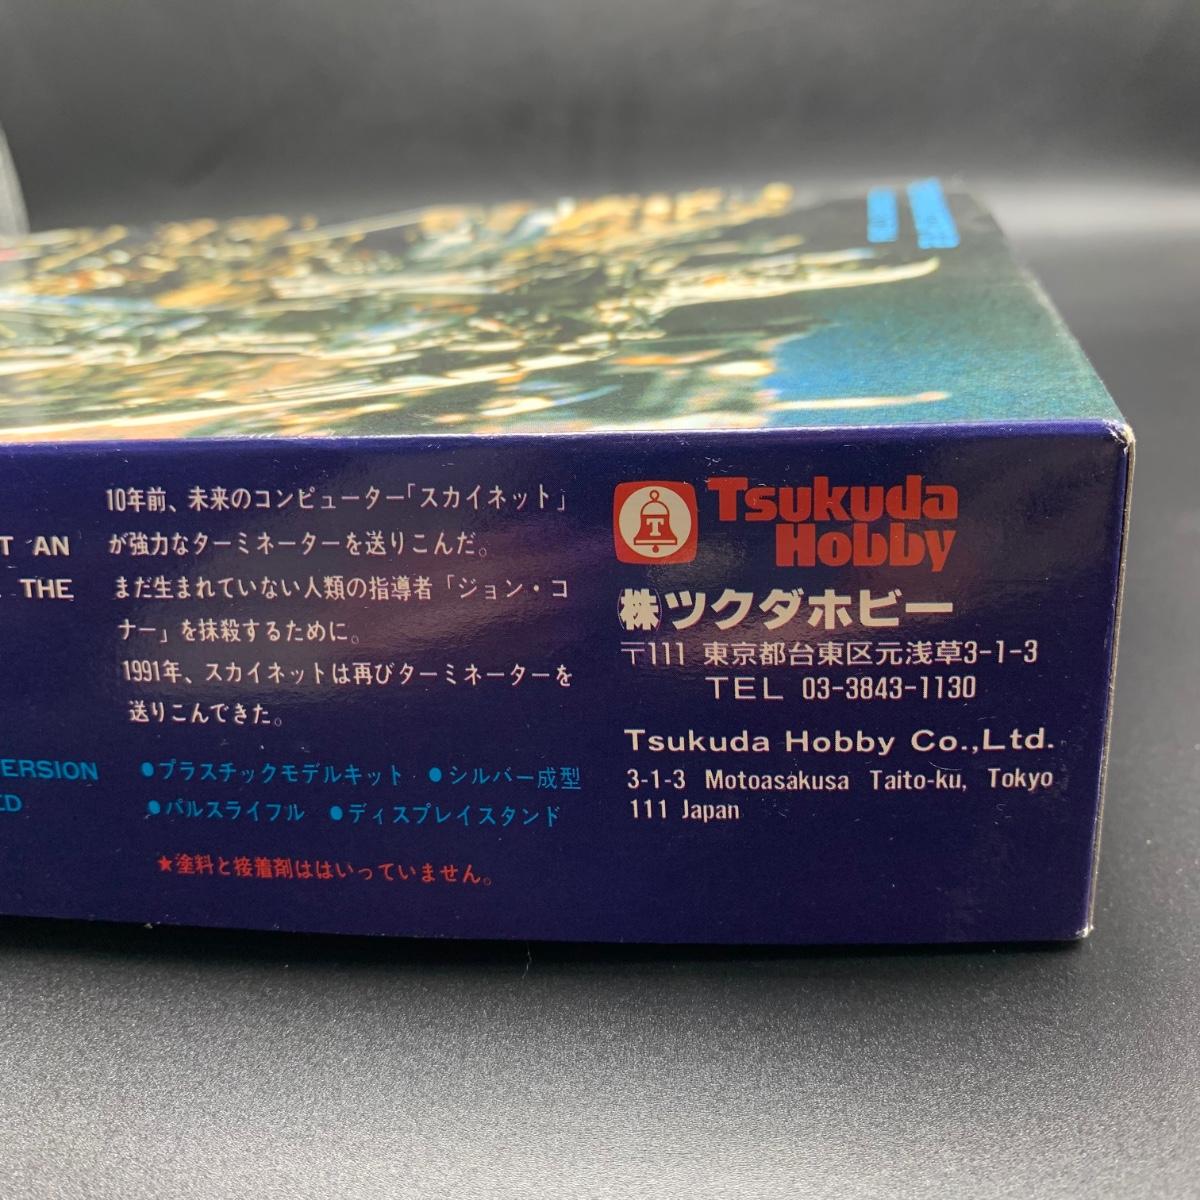 T AN
THE
ERSION
ED
10年前、未来のコンピューター「スカイネット」
が強力なターミネーターを送りこんだ。
まだ生まれていない人類の指導者「ジョン・コ
ナー」を抹殺するために。
1991年、スカイネットは再びターミネーターを
送りこんできた。
●プラスチックモデルキット ●シルバー成型
●パルスライフル ●ディスプレイスタンド
★塗料と接着剤ははいっていません。
T
Tsukuda
Hobby
㈱ツクダホビー
〒111 東京都台東区元浅草3-1-3
TEL 03-3843-1130
Tsukuda Hobby Co.,Ltd.
3-1-3 Motoasakusa Taito-ku, Tokyo
111 Japan